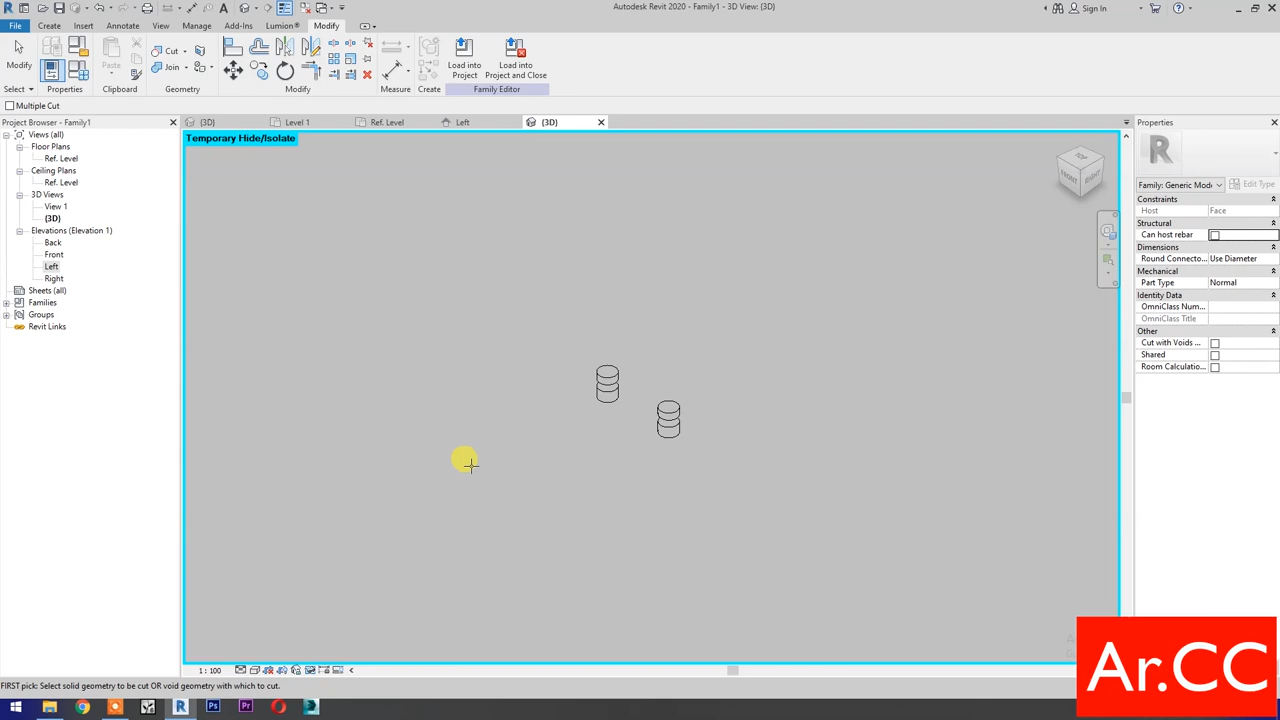 Autodesk Revit 2020 - Family1 - 3D View: {3D}
Sign In
File Create Insert Annotate View Manage Add-Ins Lumion® Modify
Modify
Paste
Cut
Join
Load into Project
Load into Project and Close
Select Properties Clipboard Geometry Modify Measure Create Family Editor
Multiple Cut
Project Browser - Family1
Views (all)
Floor Plans
Ref. Level
Ceiling Plans
Ref. Level
3D Views
View 1
{3D}
Elevations (Elevation 1)
Back
Front
Left
Right
Sheets (all)
Families
Groups
Revit Links
{3D} Level 1 Ref. Level Left {3D}
Temporary Hide/Isolate
TOP
FRONT RIGHT
Properties
R
Family: Generic Mode
Edit Type
Constraints
Host Face
Structural
Can host rebar
Dimensions
Round Connecto... Use Diameter
Mechanical
Part Type Normal
Identity Data
OmniClass Num...
OmniClass Title
Other
Cut with Voids ...
Shared
Room Calculatio...
1 : 100
FIRST pick: Select solid geometry to be cut OR void geometry with which to cut.
Ar.CC
R
Ps
Pr